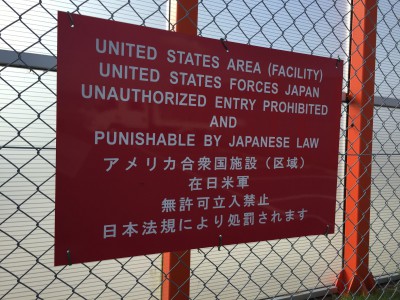 UNITED STATES AREA (FACILITY)
UNITED STATES FORCES JAPAN
UNAUTHORIZED ENTRY PROHIBITED
AND
PUNISHABLE BY JAPANESE LAW
アメリカ合衆国施設（区域）
在日米軍
無許可立入禁止
日本法規により処罰されます